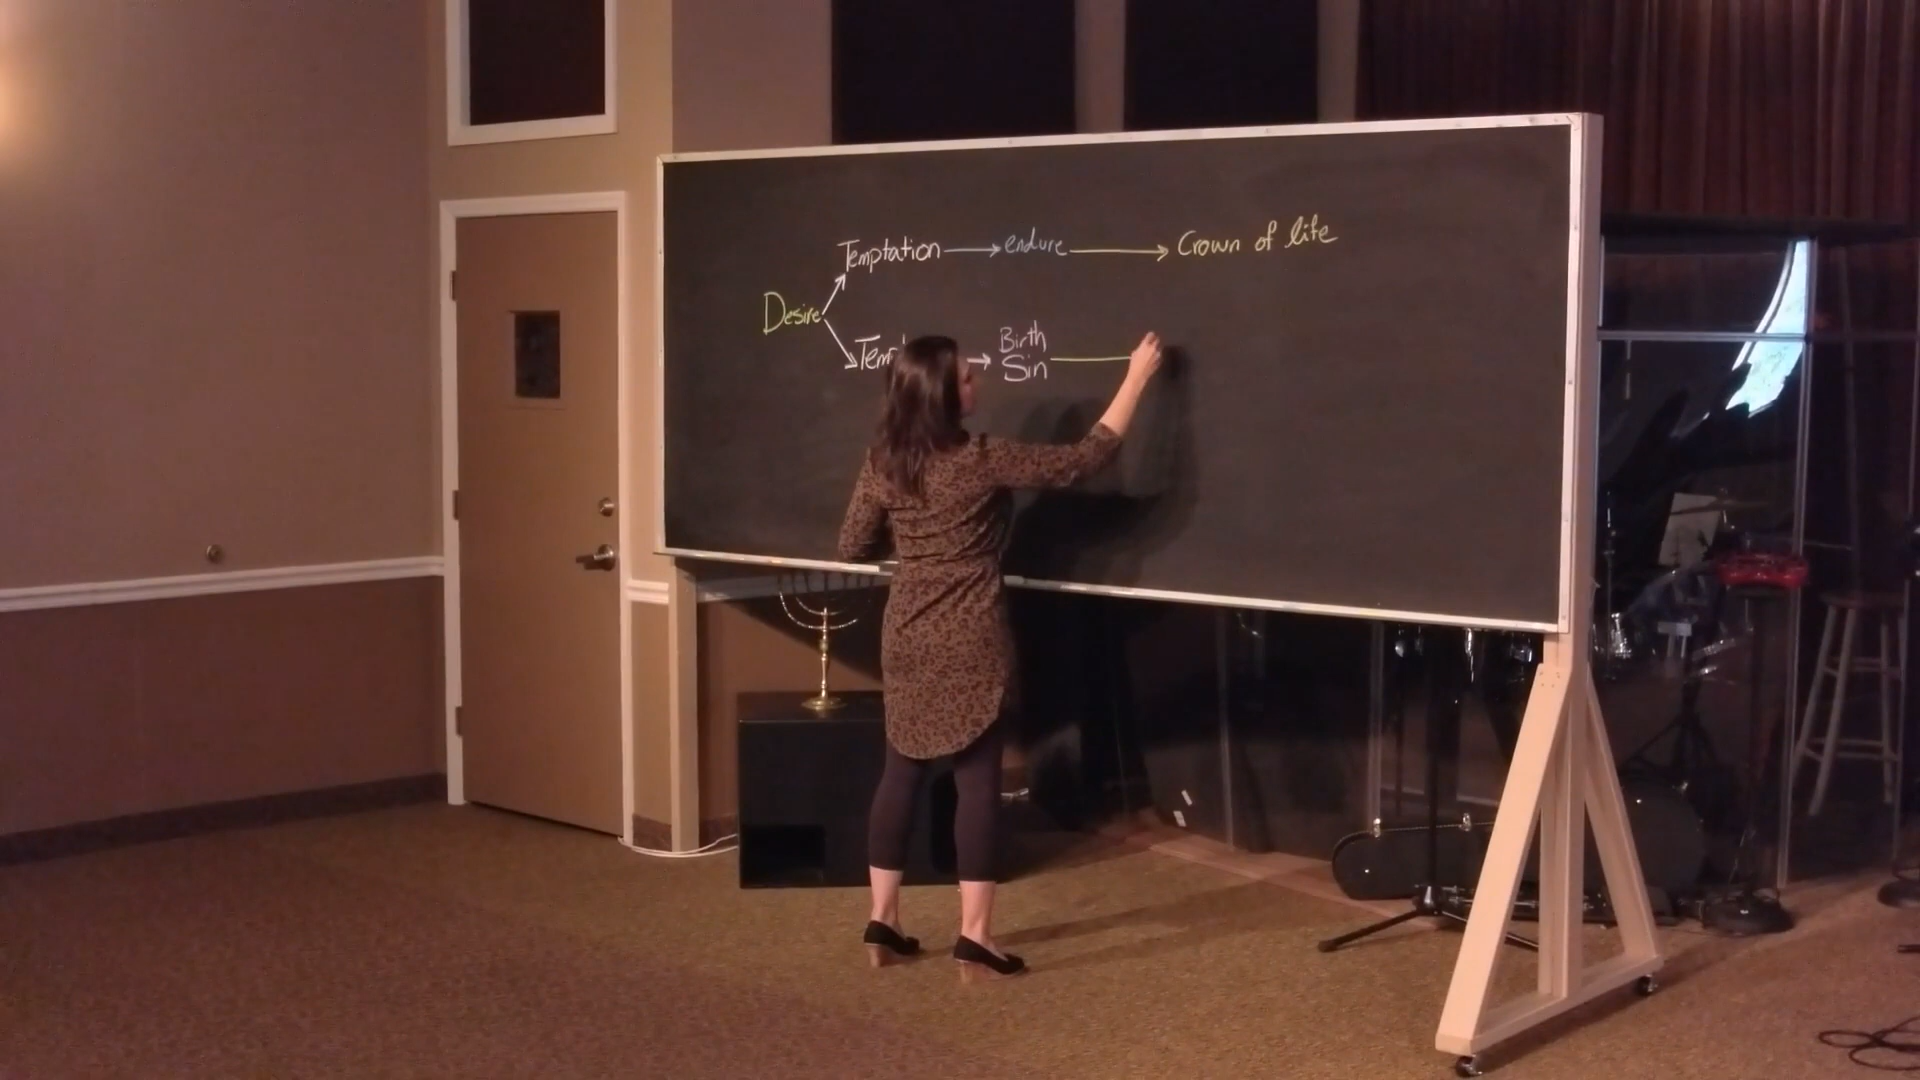 Temptation → endure → Crown of life
Desire
Birth
Sin